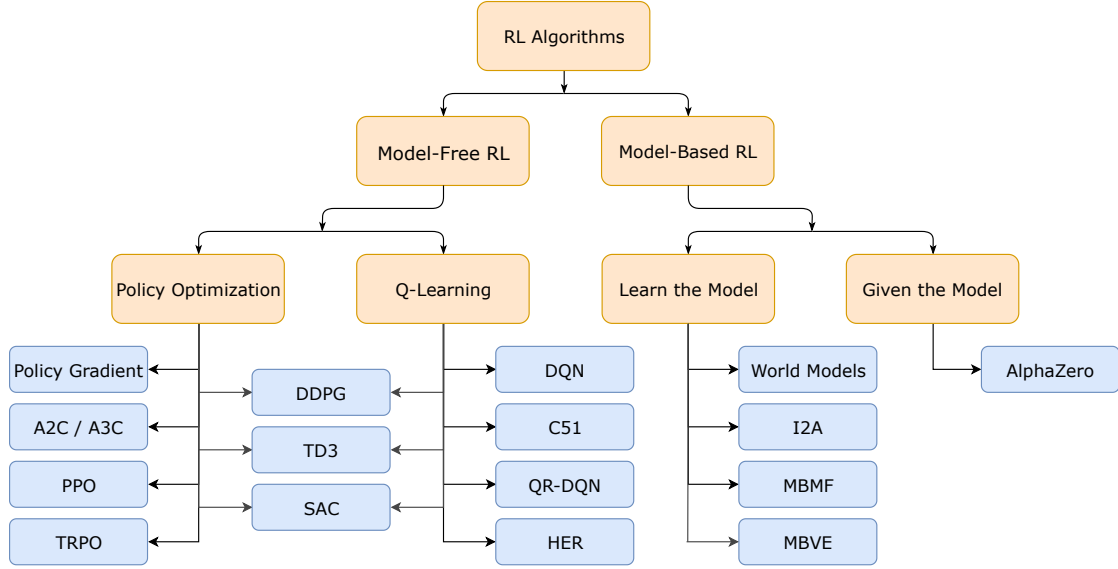 RL Algorithms
Model-Free RL
Model-Based RL
Policy Optimization
Q-Learning
Learn the Model
Given the Model
Policy Gradient
A2C / A3C
PPO
TRPO
DDPG
TD3
SAC
DQN
C51
QR-DQN
HER
World Models
I2A
MBMF
MBVE
AlphaZero